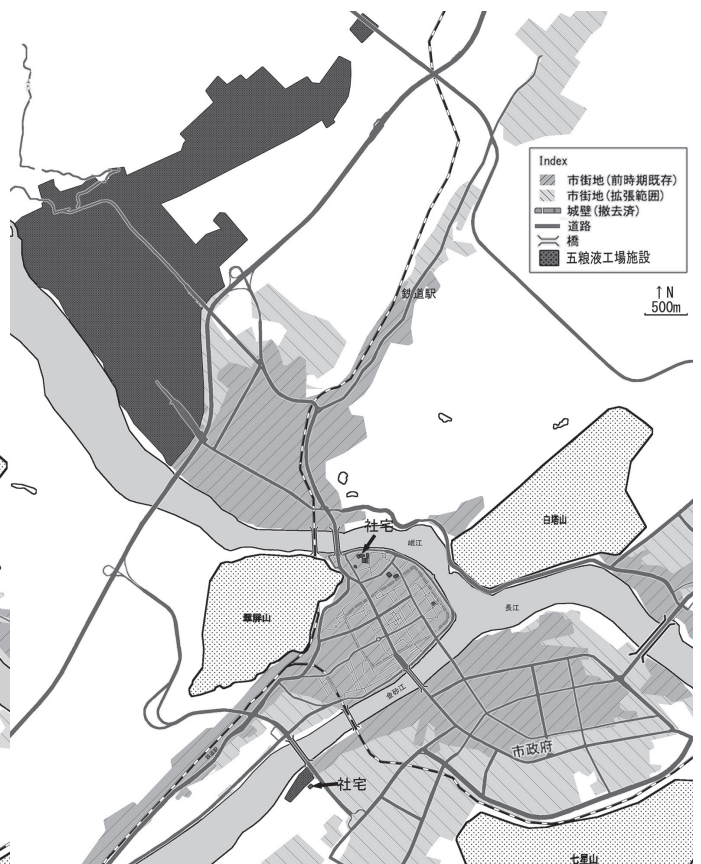 Index
市街地(前時期既存)
市街地(拡張範囲)
城壁(撤去済)
道路
橋
五粮液工場施設
↑N
500m
鉄道駅
白塔山
社宅
岷江
長江
翠屏山
金砂江
市政府
社宅
七星山